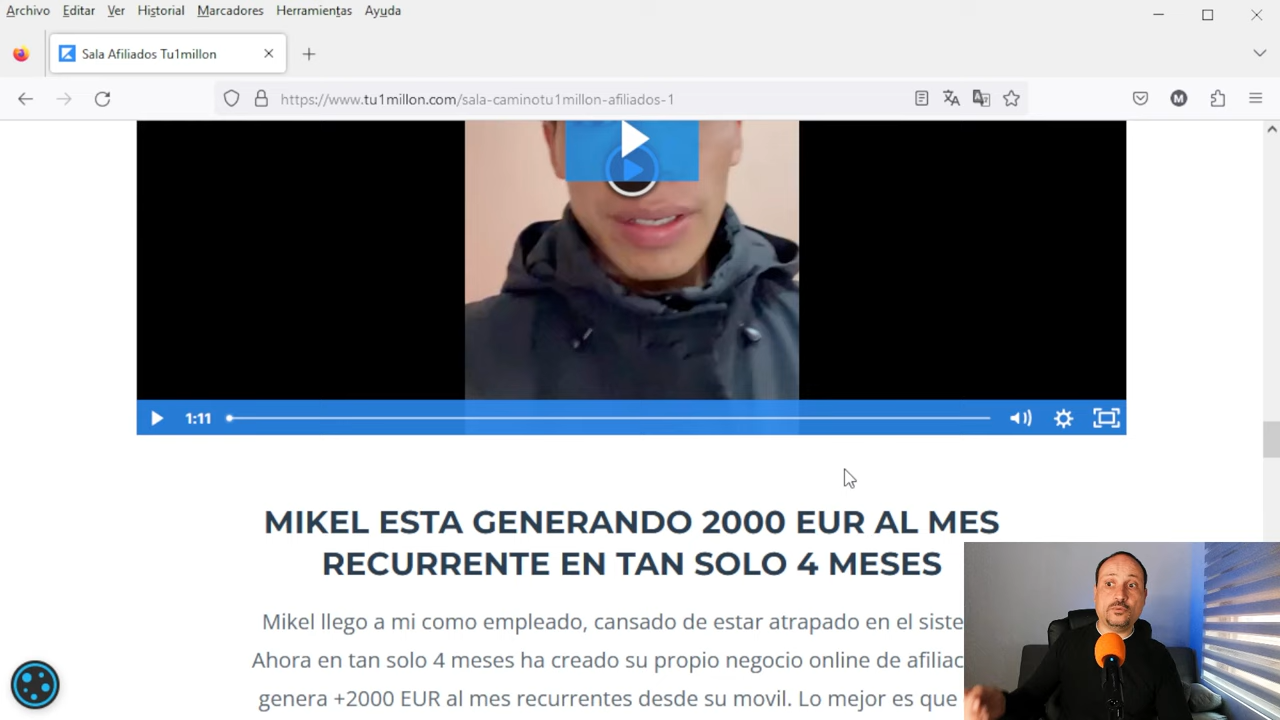 Archivo Editar Ver Historial Marcadores Herramientas Ayuda
Sala Afiliados Tu1millon
https://www.tu1millon.com/sala-caminotu1millon-afiliados-1
M
1:11
MIKEL ESTA GENERANDO 2000 EUR AL MES
RECURRENTE EN TAN SOLO 4 MESES
Mikel llego a mi como empleado, cansado de estar atrapado en el siste
Ahora en tan solo 4 meses ha creado su propio negocio online de afiliac
genera +2000 EUR al mes recurrentes desde su movil. Lo mejor es que